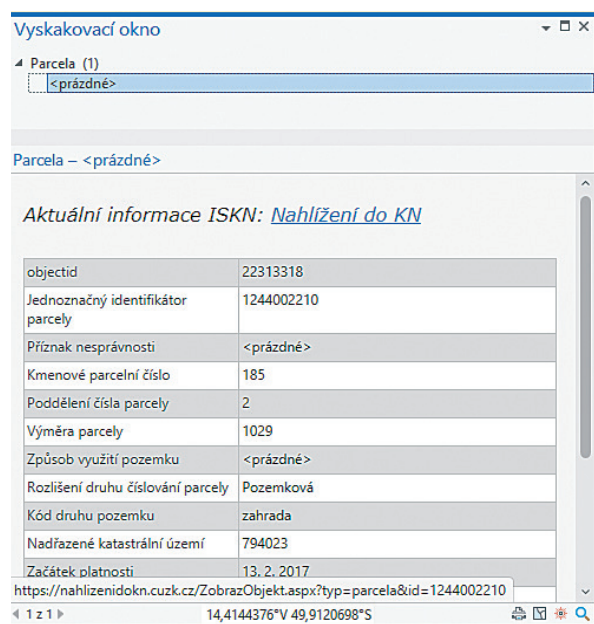 Vyskakovací okno
Parcela (1)
<prázdné>
Parcela – <prázdné>
Aktuální informace ISKN: Nahlížení do KN
objectid 22313318
Jednoznačný identifikátor parcely 1244002210
Příznak nesprávnosti <prázdné>
Kmenové parcelní číslo 185
Poddělení čísla parcely 2
Výměra parcely 1029
Způsob využití pozemku <prázdné>
Rozlišení druhu číslování parcely Pozemková
Kód druhu pozemku zahrada
Nadřazené katastrální území 794023
Začátek platnosti 13. 2. 2017
https://nahlizenidokn.cuzk.cz/ZobrazObjekt.aspx?typ=parcela&id=1244002210
1 z 1 14,4144376°V 49,9120698°S